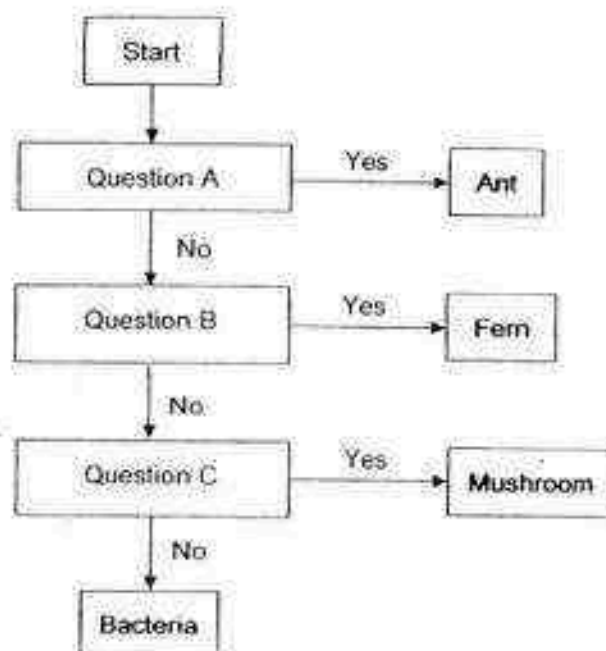 Start
Question A
Yes
Ant
No
Question B
Yes
Fern
No
Question C
Yes
Mushroom
No
Bacteria